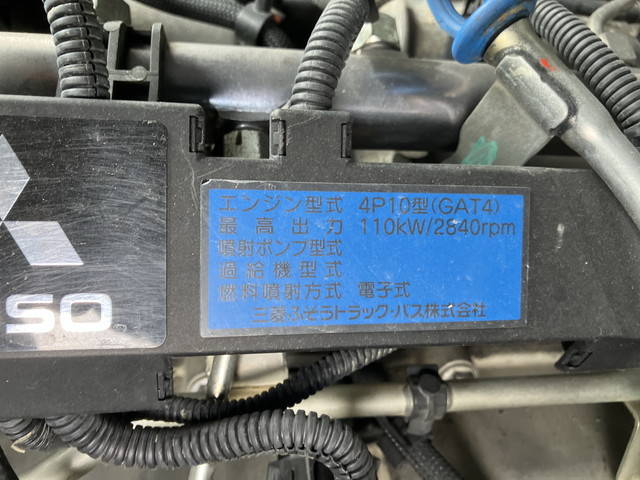 エンジン型式 4P10型(GAT4)
最高出力 110kW/2840rpm
噴射ポンプ型式
過給機型式
燃料噴射方式 電子式
三菱ふそうトラック・バス株式会社
SO